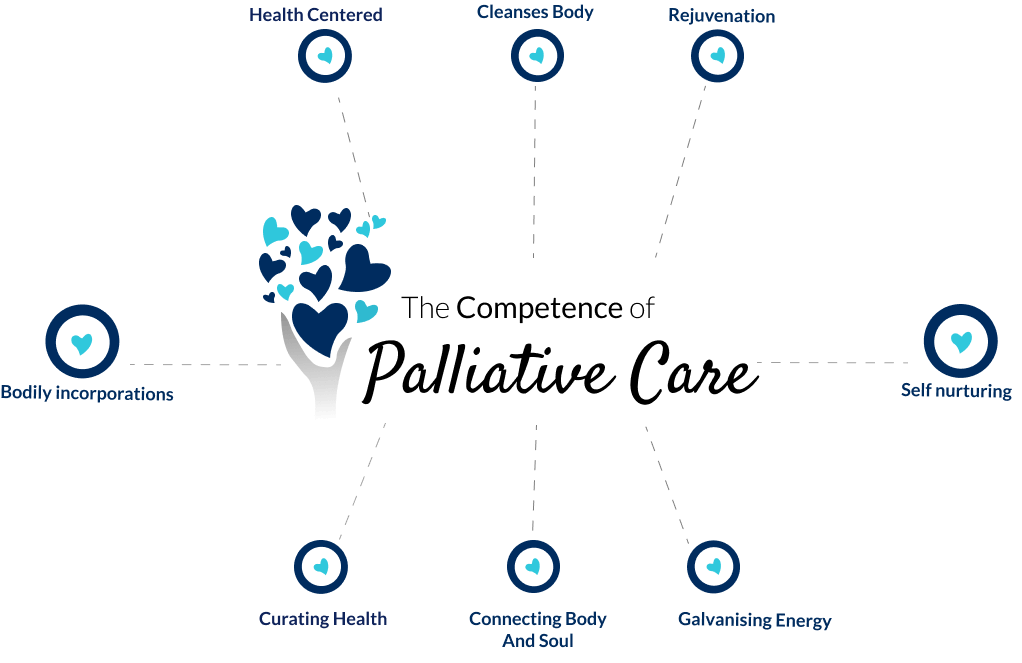 Health Centered
Cleanses Body
Rejuvenation
The Competence of
Palliative Care
Bodily incorporations
Self nurturing
Curating Health
Connecting Body
And Soul
Galvanising Energy